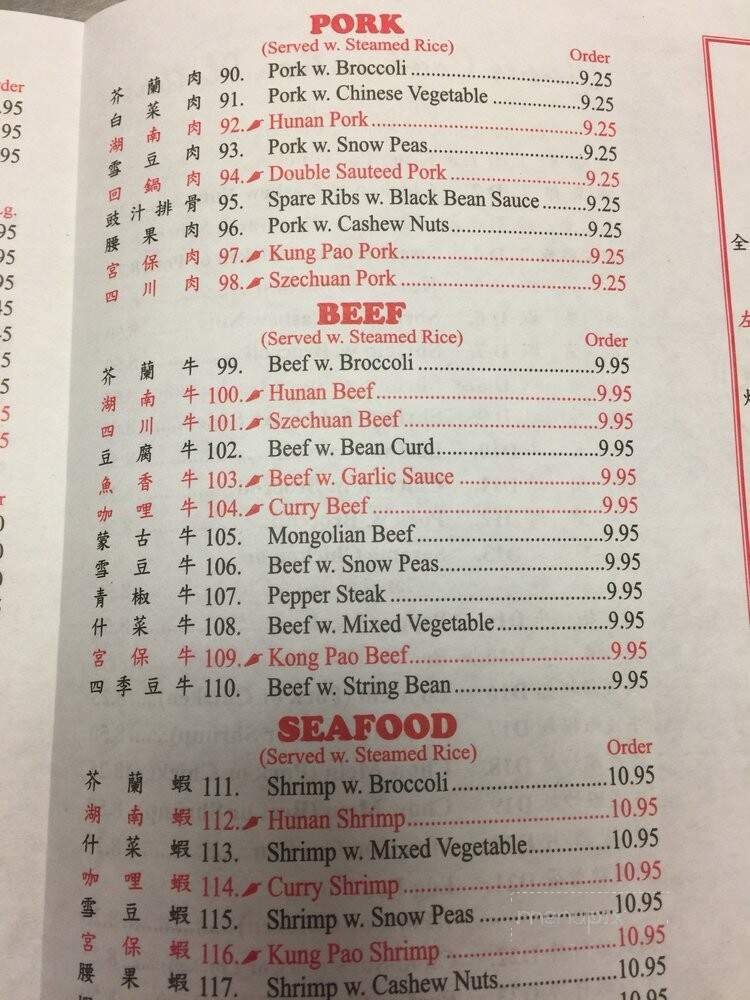 PORK
(Served w. Steamed Rice)
Order
芥蘭肉 90. Pork w. Broccoli 9.25
白菜肉 91. Pork w. Chinese Vegetable 9.25
湖南肉 92. Hunan Pork 9.25
雪豆肉 93. Pork w. Snow Peas 9.25
回鍋肉 94. Double Sauteed Pork 9.25
豉汁排骨 95. Spare Ribs w. Black Bean Sauce 9.25
腰果肉 96. Pork w. Cashew Nuts 9.25
宮保肉 97. Kung Pao Pork 9.25
四川肉 98. Szechuan Pork 9.25
BEEF
(Served w. Steamed Rice)
Order
芥蘭牛 99. Beef w. Broccoli 9.95
湖南牛 100. Hunan Beef 9.95
四川牛 101. Szechuan Beef 9.95
豆腐牛 102. Beef w. Bean Curd 9.95
魚香牛 103. Beef w. Garlic Sauce 9.95
咖哩牛 104. Curry Beef 9.95
蒙古牛 105. Mongolian Beef 9.95
雪豆牛 106. Beef w. Snow Peas 9.95
青椒牛 107. Pepper Steak 9.95
什菜牛 108. Beef w. Mixed Vegetable 9.95
宮保牛 109. Kong Pao Beef 9.95
四季豆牛 110. Beef w. String Bean 9.95
SEAFOOD
(Served w. Steamed Rice)
Order
芥蘭蝦 111. Shrimp w. Broccoli 10.95
湖南蝦 112. Hunan Shrimp 10.95
什菜蝦 113. Shrimp w. Mixed Vegetable 10.95
咖哩蝦 114. Curry Shrimp 10.95
雪豆蝦 115. Shrimp w. Snow Peas 10.95
宮保蝦 116. Kung Pao Shrimp 10.95
腰果蝦 117. Shrimp w. Cashew Nuts 10.95
10.95
全
左